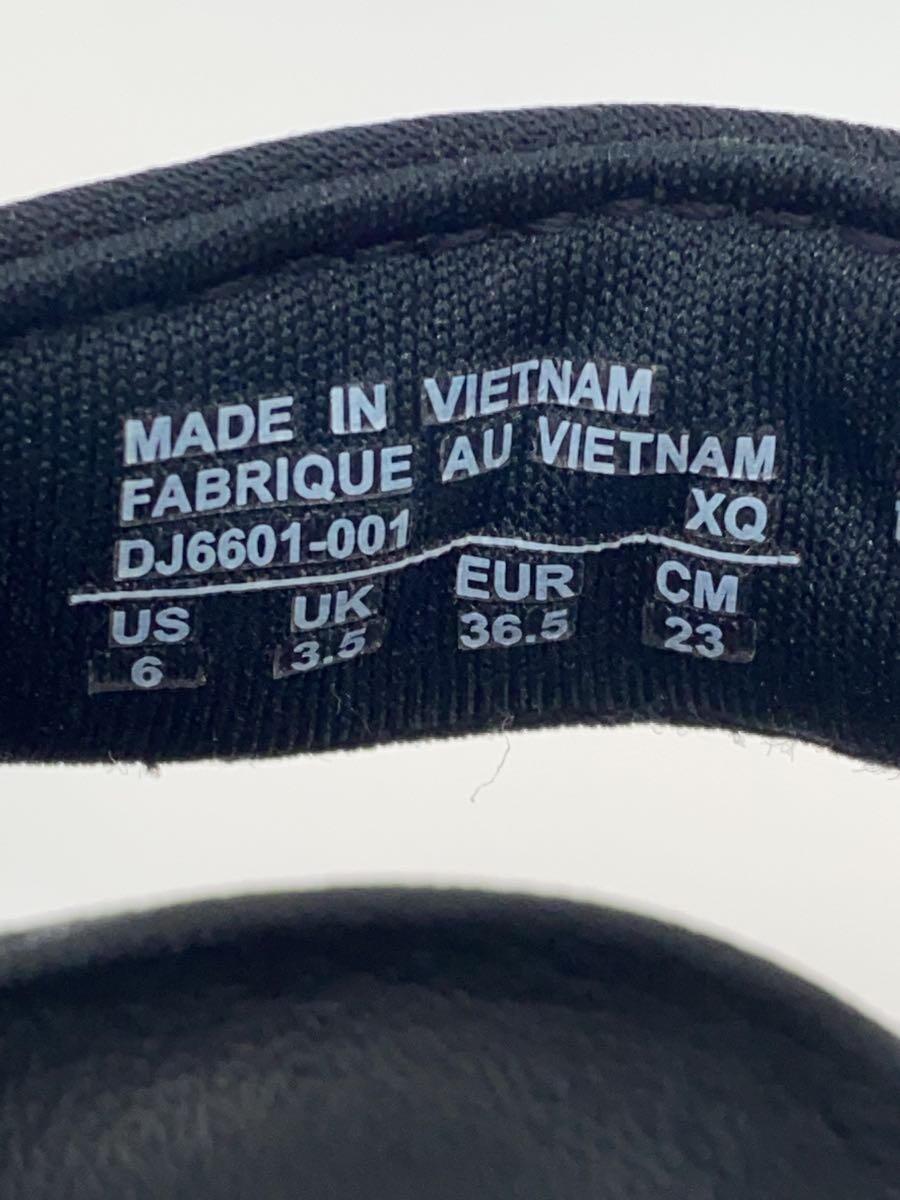 MADE IN VIETNAM
FABRIQUE AU VIETNAM
DJ6601-001 XQ
US UK EUR CM
6 3.5 36.5 23